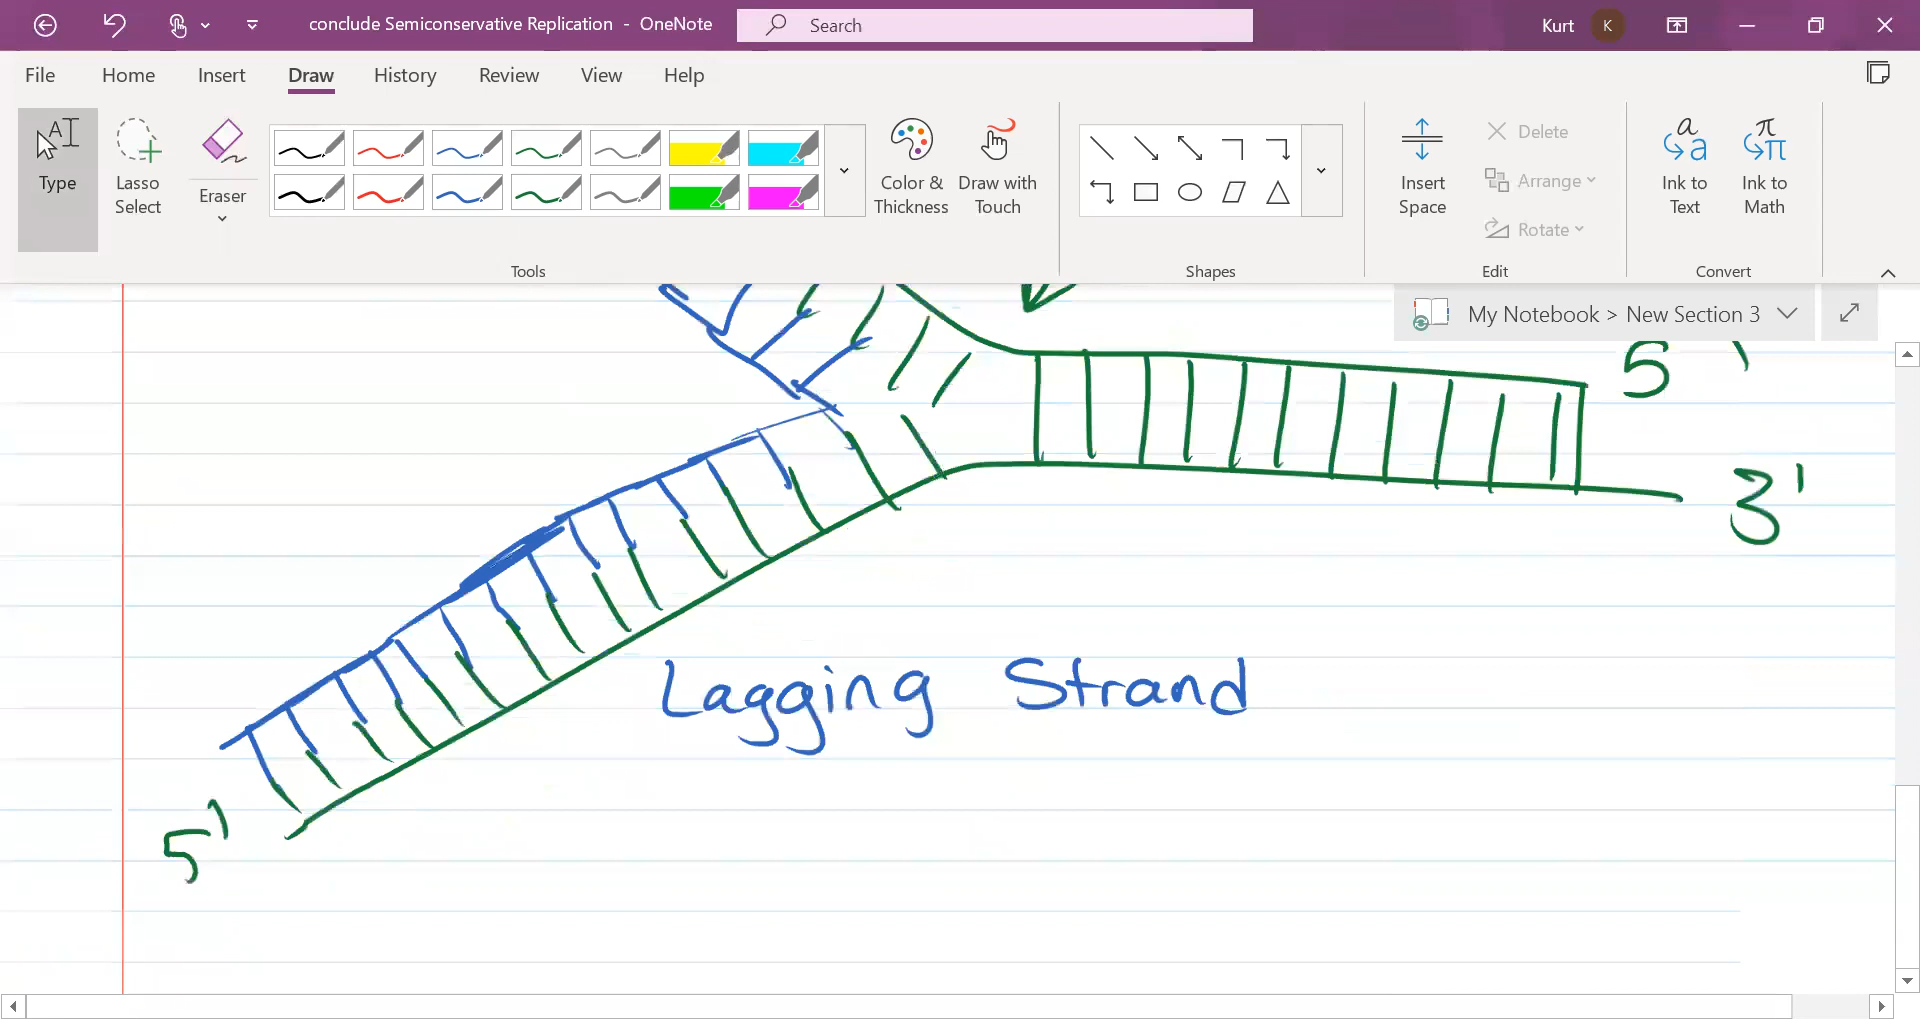 conclude Semiconservative Replication - OneNote
Search
Kurt K
File Home Insert Draw History Review View Help
Type
Lasso Select
Eraser
Color & Thickness
Draw with Touch
Insert Space
Delete
Arrange
Rotate
Ink to Text
Ink to Math
Tools Shapes Edit Convert
My Notebook > New Section 3
5'
3'
Lagging Strand
5'